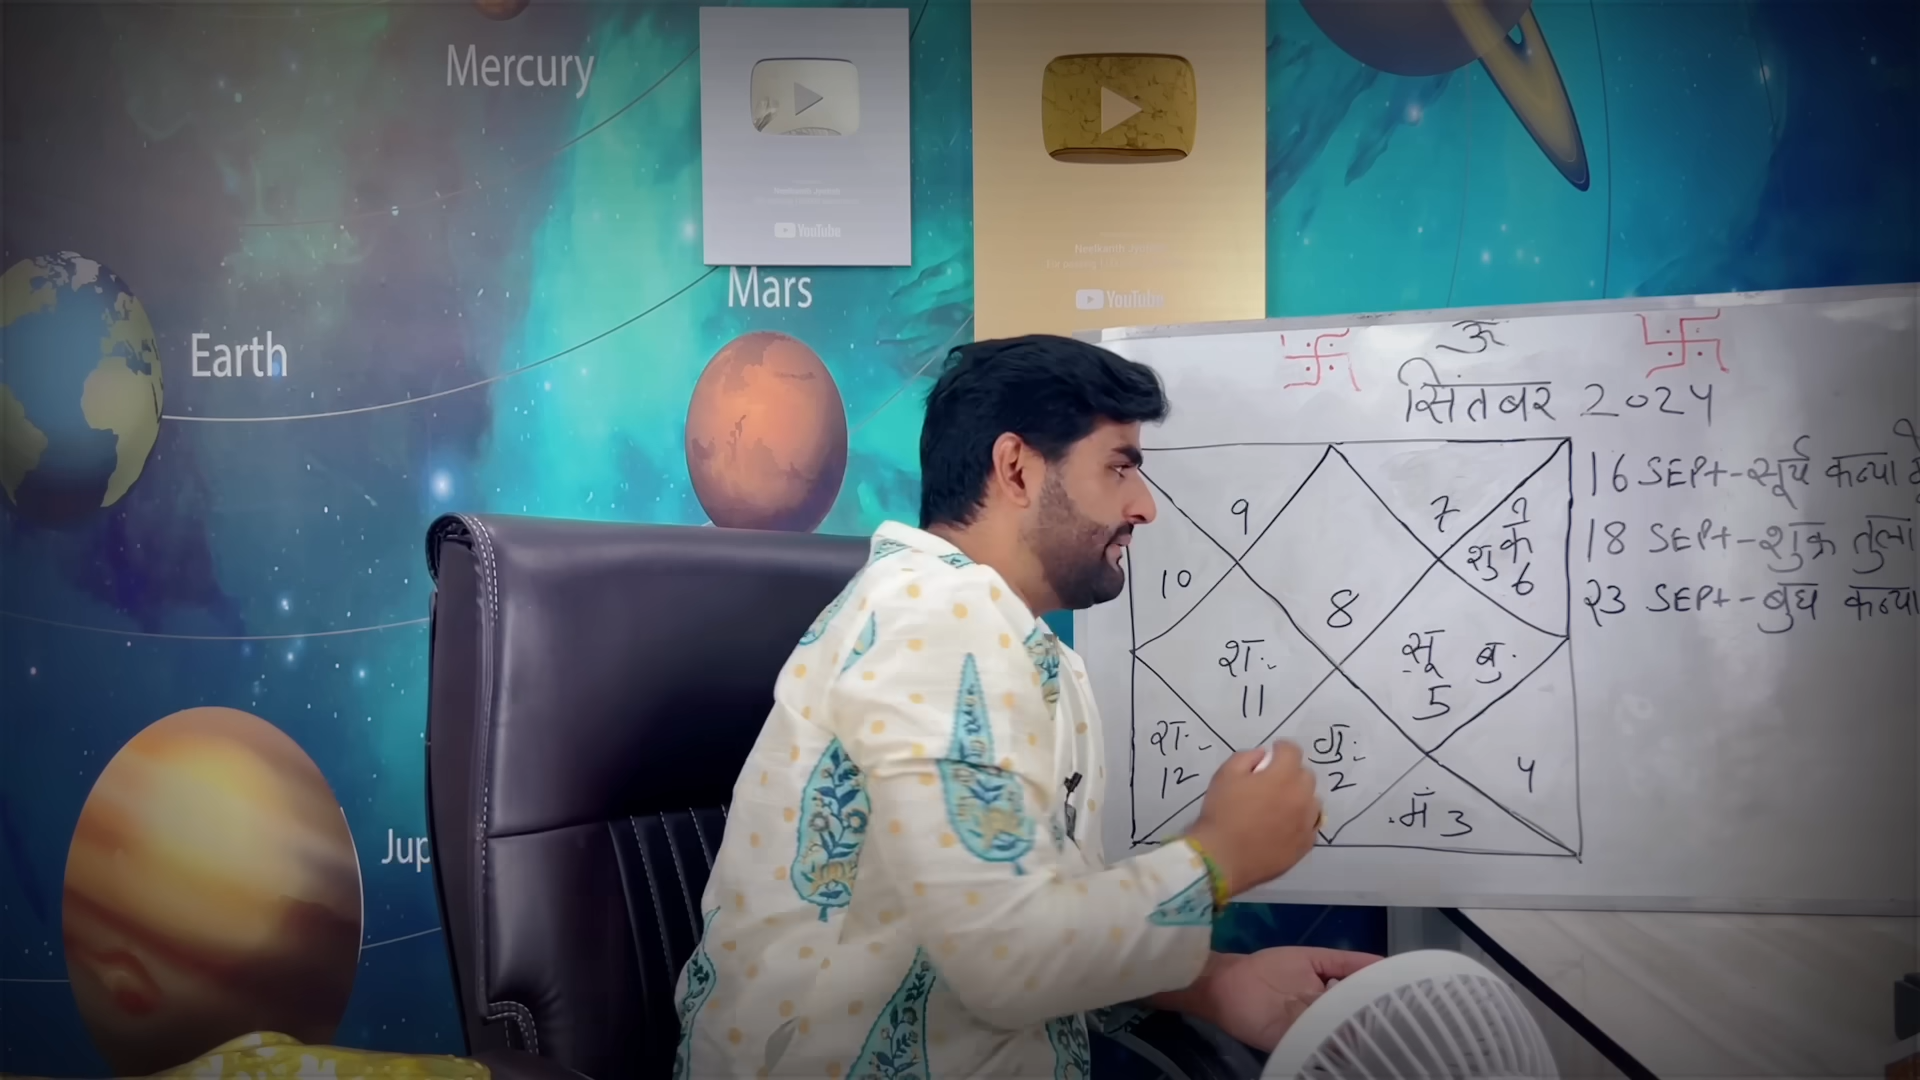 Mercury
YouTube
YouTube
Mars
Earth
Jup
ॐ
सितंबर 2024
16 SEPt-सूर्य कन्या
18 SEPt-शुक्र तुला
23 SEPt-बुध कन्या
9
7
शु के
6
10
8
श.
11
सू बु.
5
12
गु.
2
4
मं 3